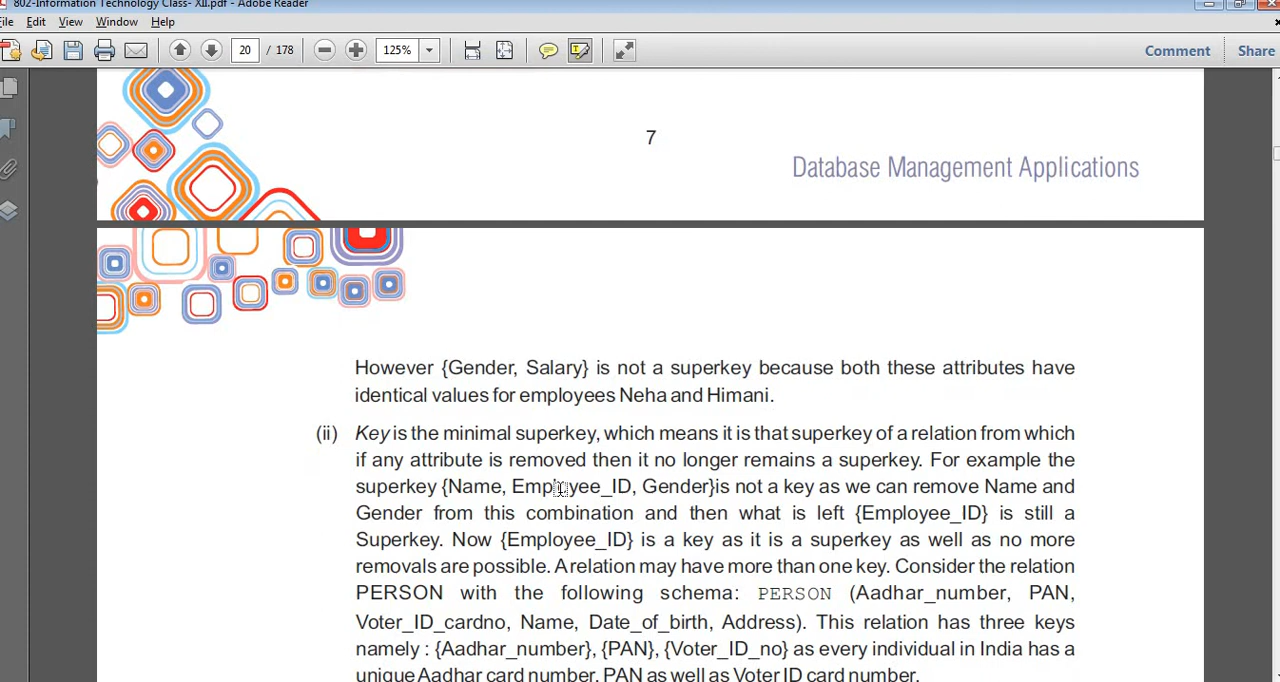 802-Information Technology Class- XII.pdf - Adobe Reader
File Edit View Window Help
20 / 178 125% Comment Share
7
Database Management Applications
However {Gender, Salary} is not a superkey because both these attributes have
identical values for employees Neha and Himani.
(ii) Key is the minimal superkey, which means it is that superkey of a relation from which
if any attribute is removed then it no longer remains a superkey. For example the
superkey {Name, Employee_ID, Gender}is not a key as we can remove Name and
Gender from this combination and then what is left {Employee_ID} is still a
Superkey. Now {Employee_ID} is a key as it is a superkey as well as no more
removals are possible. A relation may have more than one key. Consider the relation
PERSON with the following schema: PERSON (Aadhar_number, PAN,
Voter_ID_cardno, Name, Date_of_birth, Address). This relation has three keys
namely : {Aadhar_number}, {PAN}, {Voter_ID_no} as every individual in India has a
unique Aadhar card number, PAN as well as Voter ID card number.